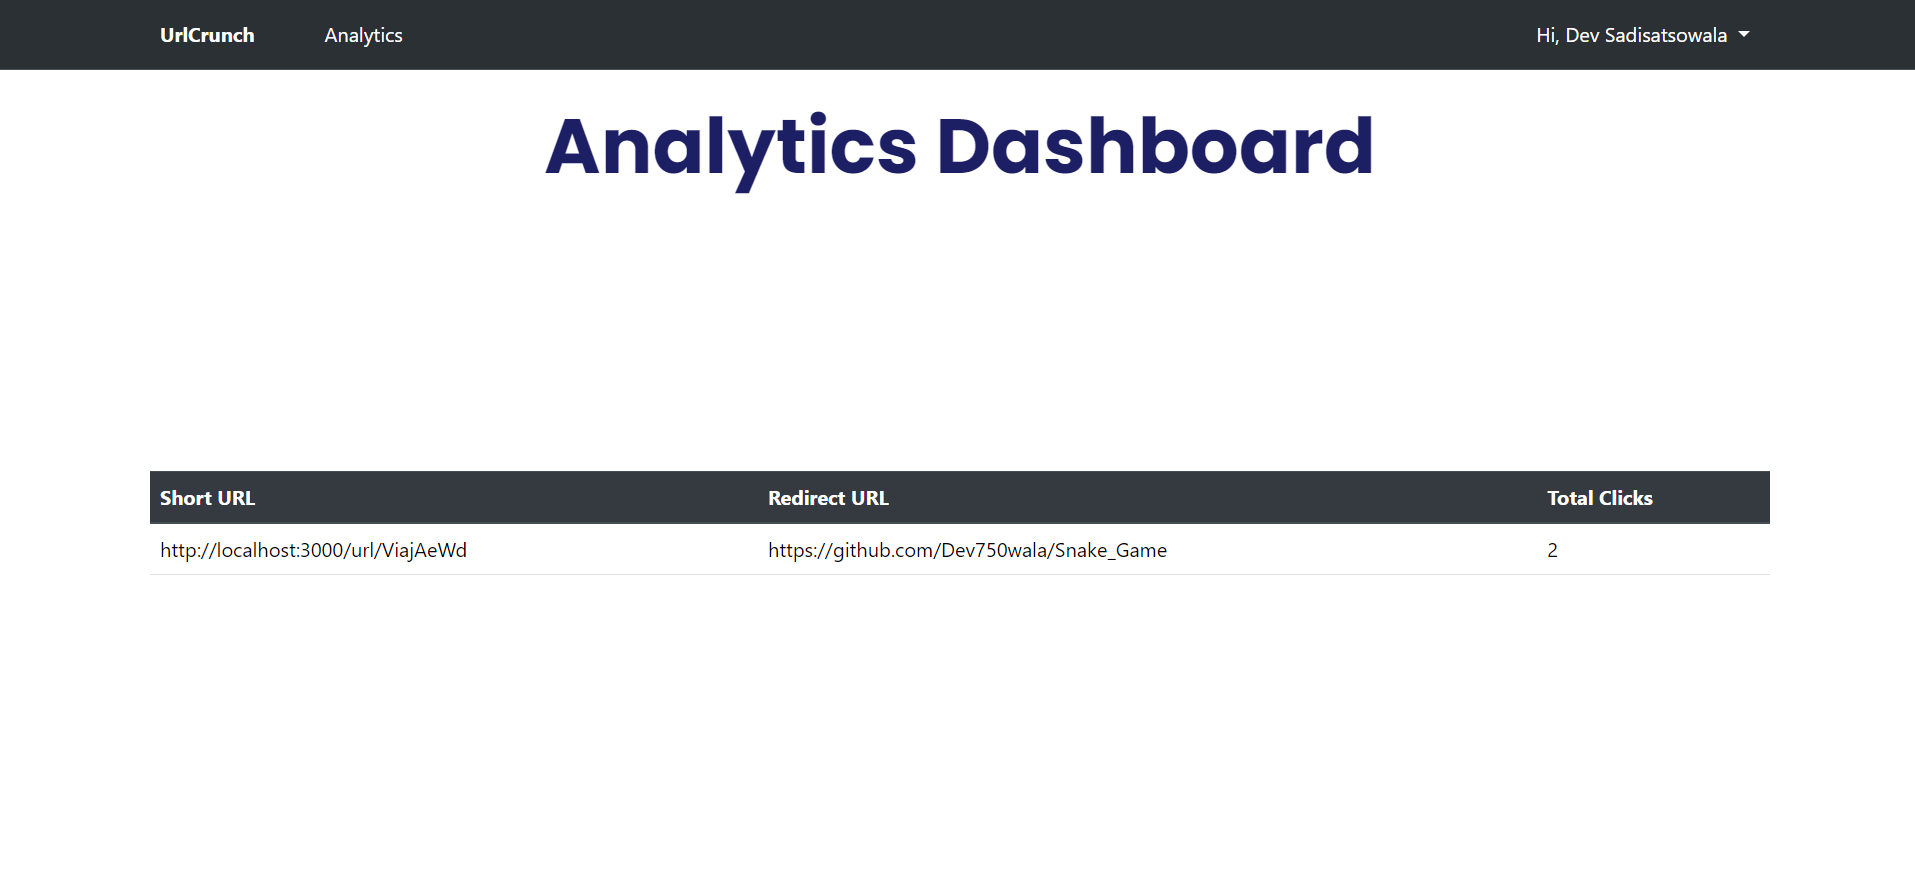 UrlCrunch Analytics Hi, Dev Sadisatsowala
Analytics Dashboard
Short URL Redirect URL Total Clicks
http://localhost:3000/url/ViajAeWd https://github.com/Dev750wala/Snake_Game 2